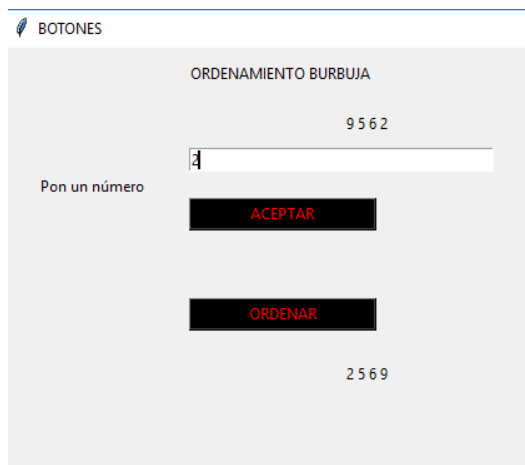 BOTONES
ORDENAMIENTO BURBUJA
9 5 6 2
2
Pon un número
ACEPTAR
ORDENAR
2 5 6 9